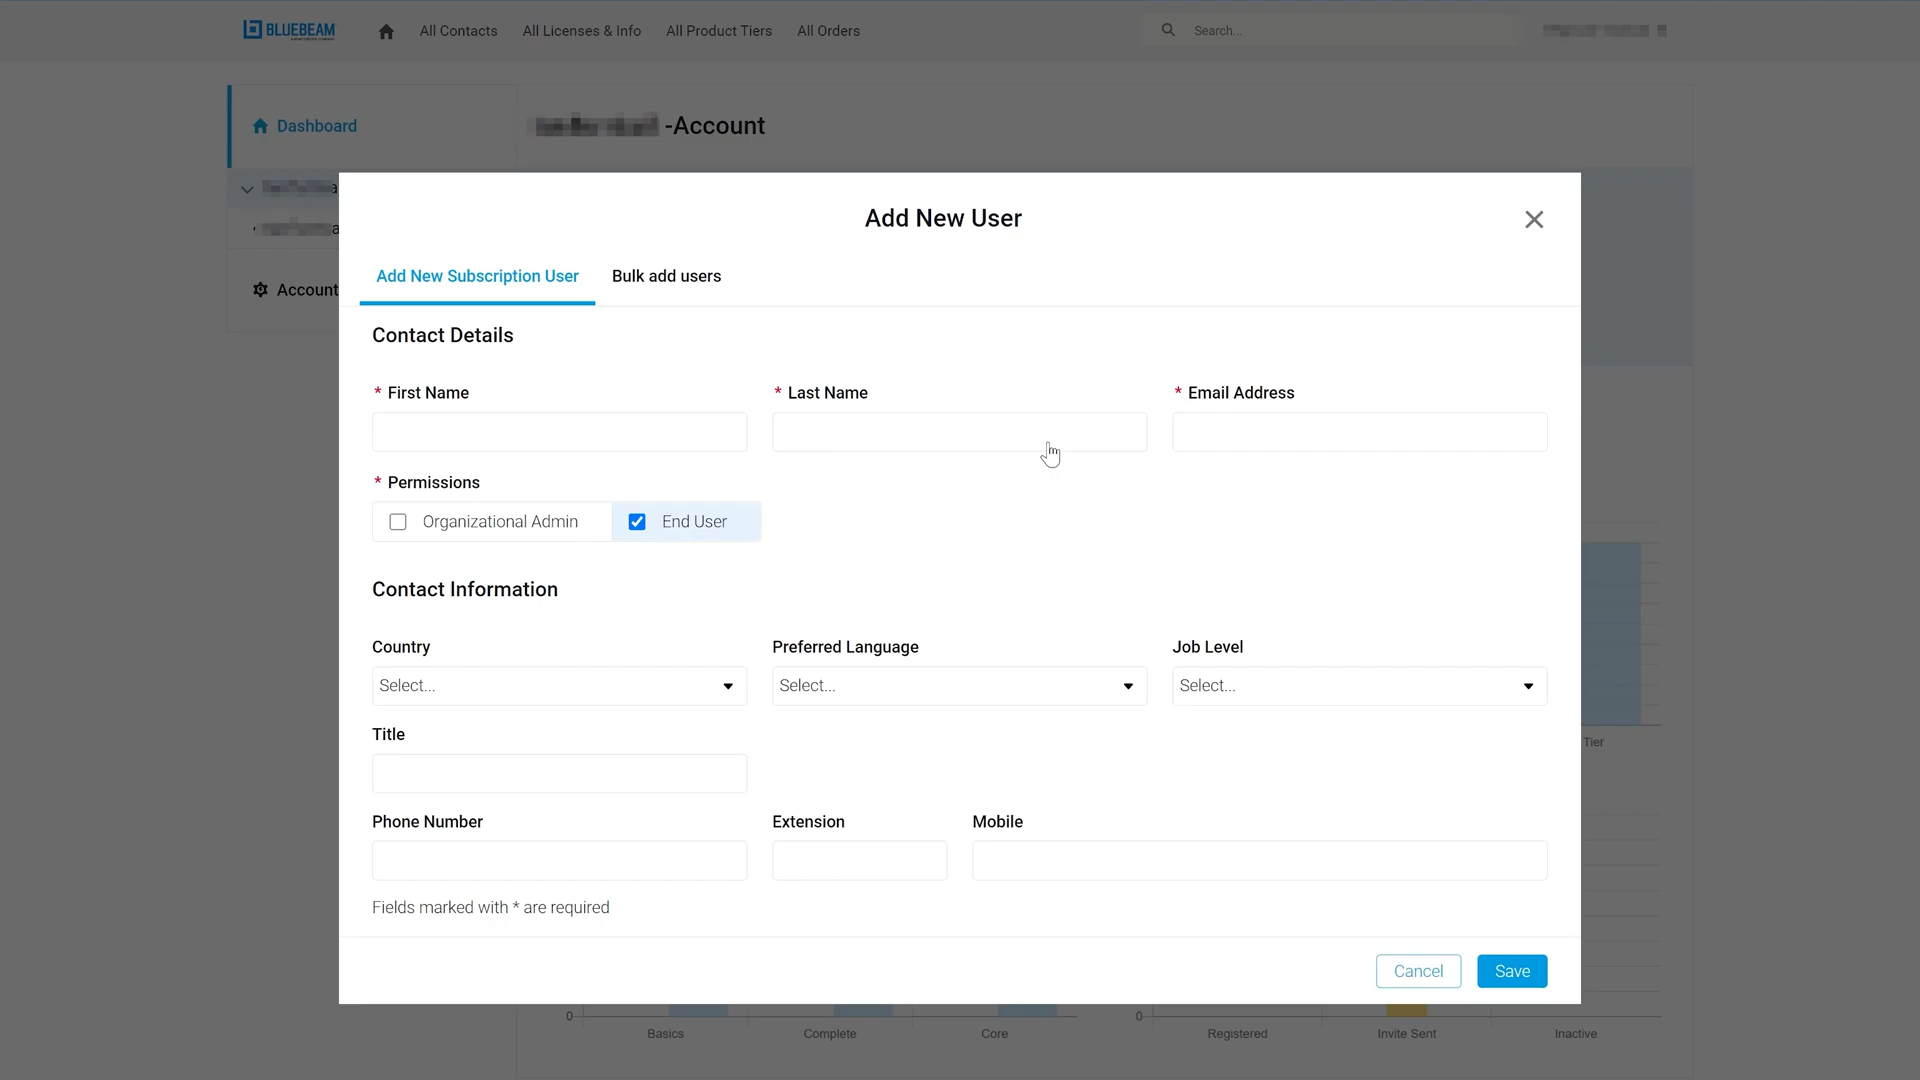 BLUEBEAM
All Contacts
All Licenses & Info
All Product Tiers
All Orders
Search...
Dashboard
-Account
Add New User
Add New Subscription User
Bulk add users
Account
Contact Details
* First Name
* Last Name
* Email Address
* Permissions
Organizational Admin
End User
Contact Information
Country
Preferred Language
Job Level
Select...
Select...
Select...
Title
Tier
Phone Number
Extension
Mobile
Fields marked with * are required
Cancel
Save
0
0
Basics
Complete
Core
Registered
Invite Sent
Inactive